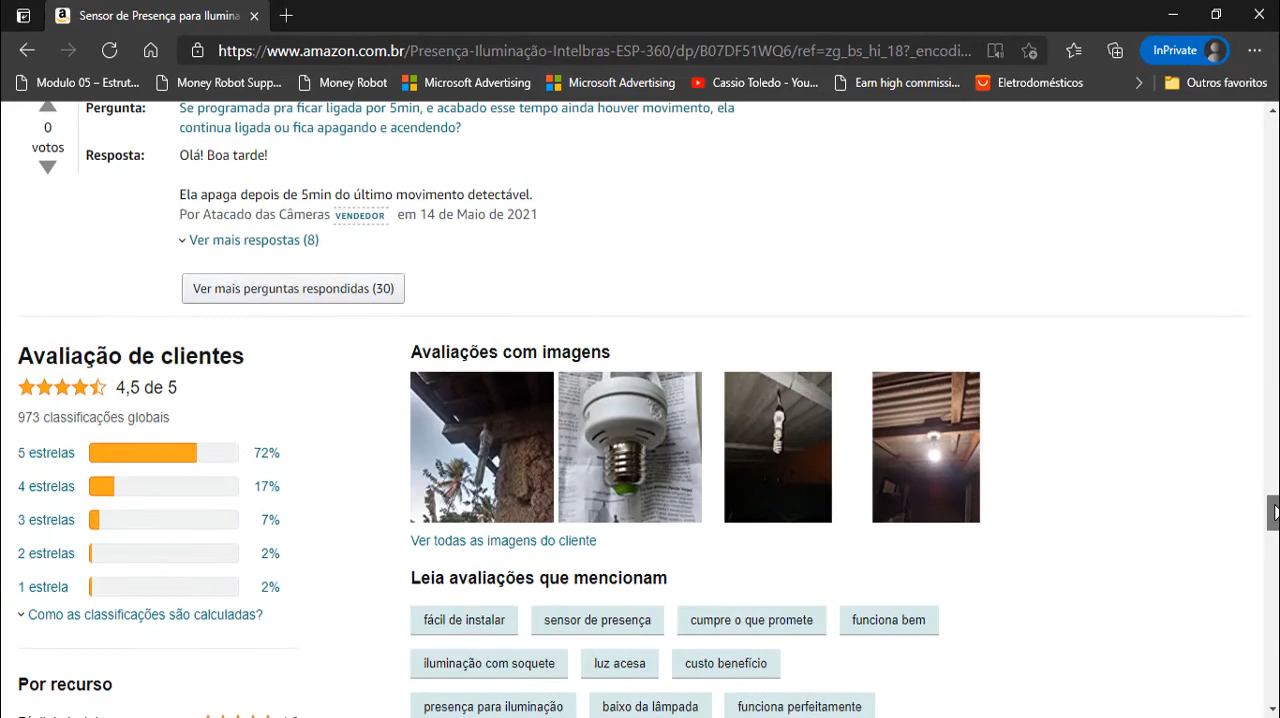 Sensor de Presença para Ilumina
https://www.amazon.com.br/Presença-Iluminação-Intelbras-ESP-360/dp/B07DF51WQ6/ref=zg_bs_hi_18?_encodi...
InPrivate
Modulo 05 – Estrut...
Money Robot Supp...
Money Robot
Microsoft Advertising
Microsoft Advertising
Cassio Toledo - You...
Earn high commissi...
Eletrodomésticos
Outros favoritos
0
votos
Pergunta:
Se programada pra ficar ligada por 5min, e acabado esse tempo ainda houver movimento, ela
continua ligada ou fica apagando e acendendo?
Resposta:
Olá! Boa tarde!
Ela apaga depois de 5min do último movimento detectável.
Por Atacado das Câmeras VENDEDOR em 14 de Maio de 2021
Ver mais respostas (8)
Ver mais perguntas respondidas (30)
Avaliação de clientes
4,5 de 5
973 classificações globais
5 estrelas 72%
4 estrelas 17%
3 estrelas 7%
2 estrelas 2%
1 estrela 2%
Como as classificações são calculadas?
Por recurso
Avaliações com imagens
Ver todas as imagens do cliente
Leia avaliações que mencionam
fácil de instalar
sensor de presença
cumpre o que promete
funciona bem
iluminação com soquete
luz acesa
custo benefício
presença para iluminação
baixo da lâmpada
funciona perfeitamente